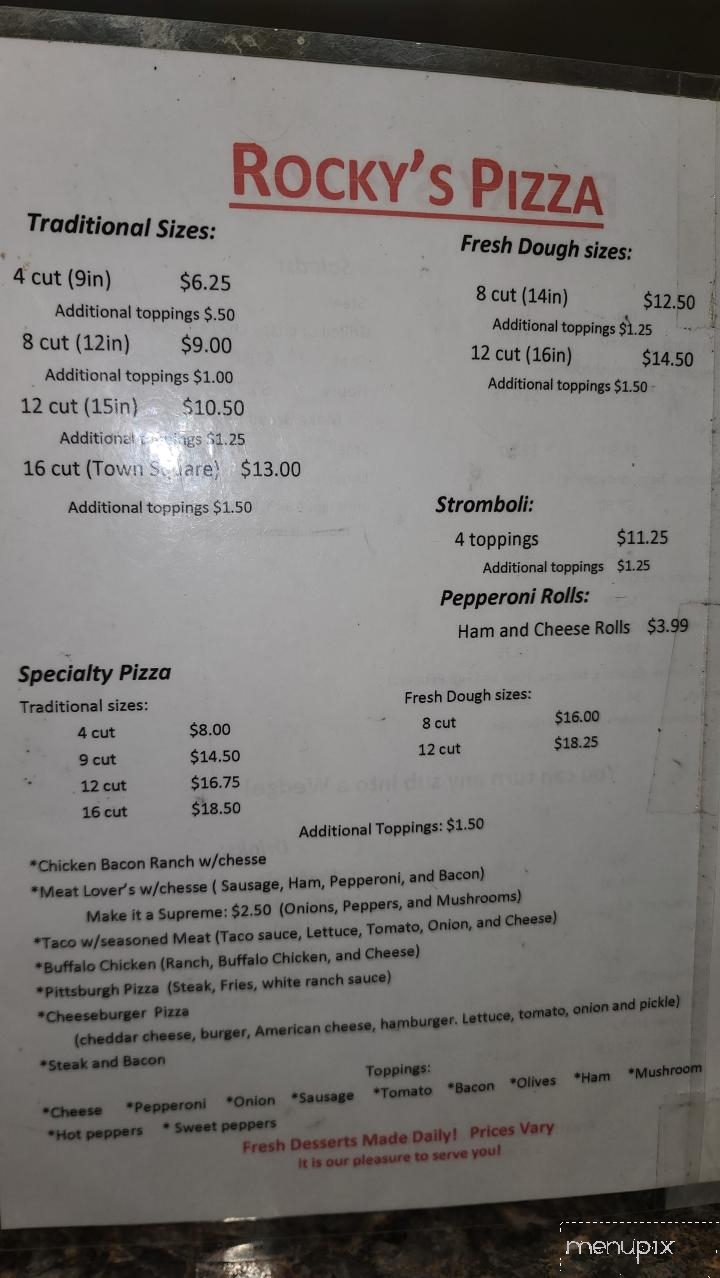 ROCKY'S PIZZA
Traditional Sizes:
4 cut (9in) $6.25
Additional toppings $.50
8 cut (12in) $9.00
Additional toppings $1.00
12 cut (15in) $10.50
Additional toppings $1.25
16 cut (Town Square) $13.00
Additional toppings $1.50
Fresh Dough sizes:
8 cut (14in) $12.50
Additional toppings $1.25
12 cut (16in) $14.50
Additional toppings $1.50
Stromboli:
4 toppings $11.25
Additional toppings $1.25
Pepperoni Rolls:
Ham and Cheese Rolls $3.99
Specialty Pizza
Traditional sizes:
4 cut $8.00
9 cut $14.50
12 cut $16.75
16 cut $18.50
Fresh Dough sizes:
8 cut $16.00
12 cut $18.25
Additional Toppings: $1.50
*Chicken Bacon Ranch w/chesse
*Meat Lover's w/chesse ( Sausage, Ham, Pepperoni, and Bacon)
Make it a Supreme: $2.50 (Onions, Peppers, and Mushrooms)
*Taco w/seasoned Meat (Taco sauce, Lettuce, Tomato, Onion, and Cheese)
*Buffalo Chicken (Ranch, Buffalo Chicken, and Cheese)
*Pittsburgh Pizza (Steak, Fries, white ranch sauce)
*Cheeseburger Pizza
(cheddar cheese, burger, American cheese, hamburger. Lettuce, tomato, onion and pickle)
*Steak and Bacon
Toppings:
*Cheese *Pepperoni *Onion *Sausage *Tomato *Bacon *Olives *Ham *Mushroom
*Hot peppers * Sweet peppers
Fresh Desserts Made Daily! Prices Vary
It is our pleasure to serve you!
menupix